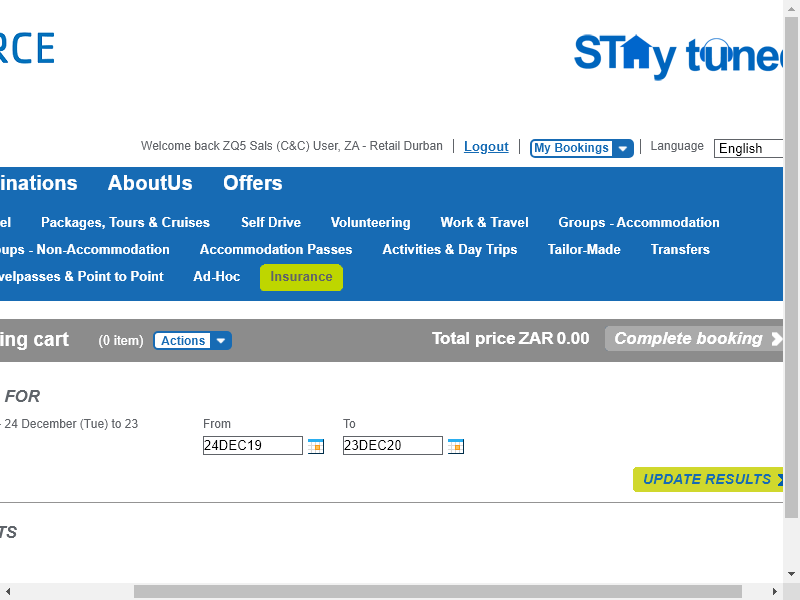 RCE
STAy tuned
Welcome back ZQ5 Sals (C&C) User, ZA - Retail Durban
Logout
My Bookings
Language
English
inations AboutUs Offers
el Packages, Tours & Cruises Self Drive Volunteering Work & Travel Groups - Accommodation
oups - Non-Accommodation Accommodation Passes Activities & Day Trips Tailor-Made Transfers
velpasses & Point to Point Ad-Hoc Insurance
ing cart (0 item) Actions Total price ZAR 0.00 Complete booking
FOR
- 24 December (Tue) to 23 From To
24DEC19 23DEC20
UPDATE RESULTS
TS